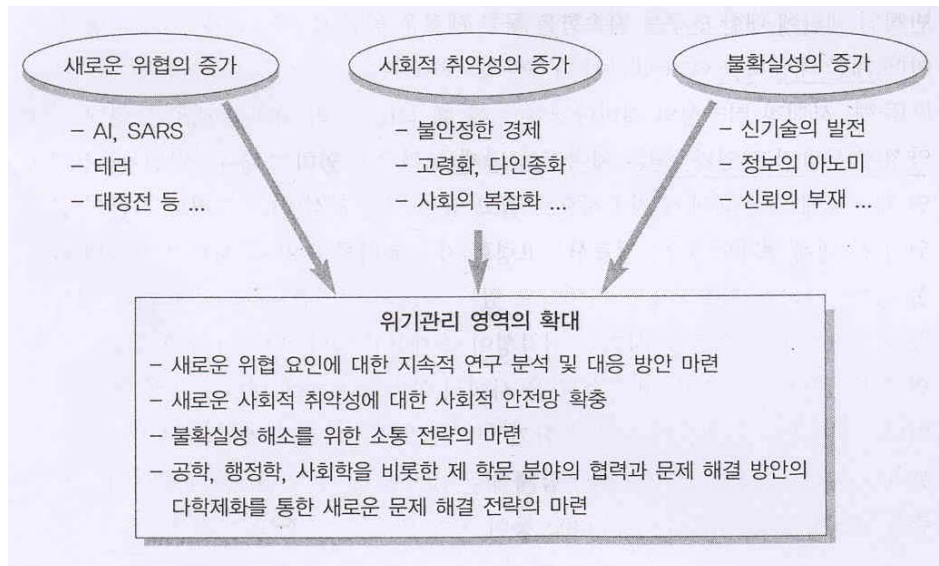 새로운 위협의 증가
사회적 취약성의 증가
불확실성의 증가
– AI, SARS
– 테러
– 대정전 등 ...
– 불안정한 경제
– 고령화, 다인종화
– 사회의 복잡화 ...
– 신기술의 발전
– 정보의 아노미
– 신뢰의 부재 ...
위기관리 영역의 확대
– 새로운 위협 요인에 대한 지속적 연구 분석 및 대응 방안 마련
– 새로운 사회적 취약성에 대한 사회적 안전망 확충
– 불확실성 해소를 위한 소통 전략의 마련
– 공학, 행정학, 사회학을 비롯한 제 학문 분야의 협력과 문제 해결 방안의
다학제화를 통한 새로운 문제 해결 전략의 마련